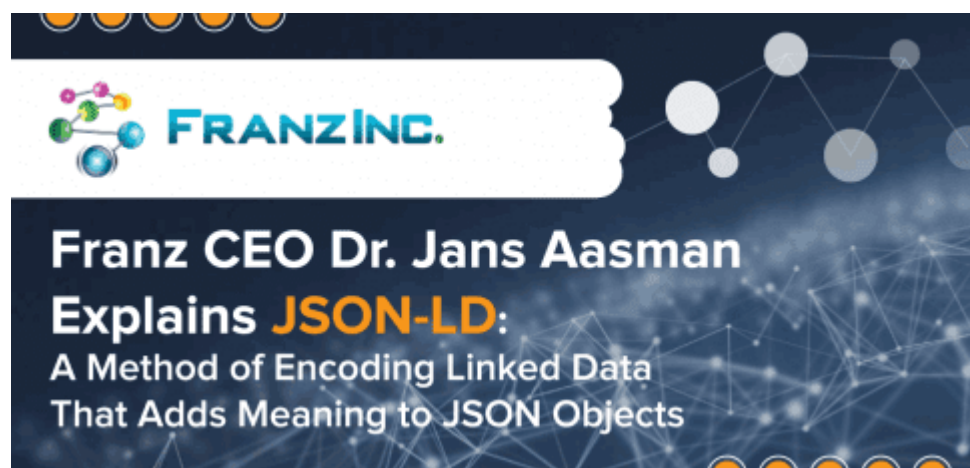 FRANZINC.
Franz CEO Dr. Jans Aasman
Explains JSON-LD:
A Method of Encoding Linked Data
That Adds Meaning to JSON Objects